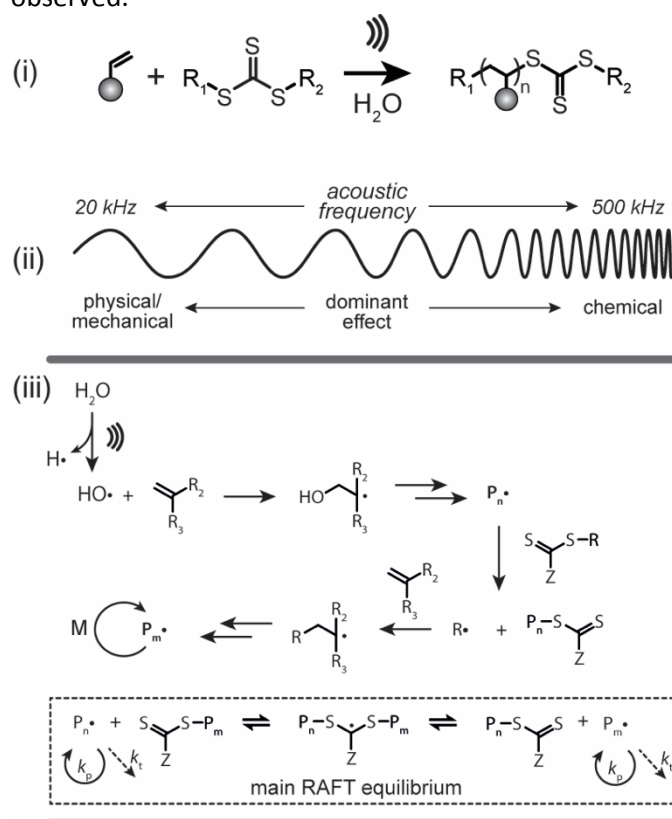 observed.
(i)
+ R₁ S S S R₂ H₂O R₁ ( ) n S S S R₂
20 kHz acoustic frequency 500 kHz
(ii)
physical/ mechanical dominant effect chemical
(iii) H₂O
H•
HO• + R₂ R₃ HO R₂ R₃ • Pₙ•
S S–R Z
R₂ R₃
M Pₘ• R R₂ R₃ • R• + Pₙ–S S Z
Pₙ• + S S–Pₘ Z ⇌ Pₙ–S • S–Pₘ Z ⇌ Pₙ–S S Z + Pₘ•
kₚ kₜ main RAFT equilibrium kₚ kₜ